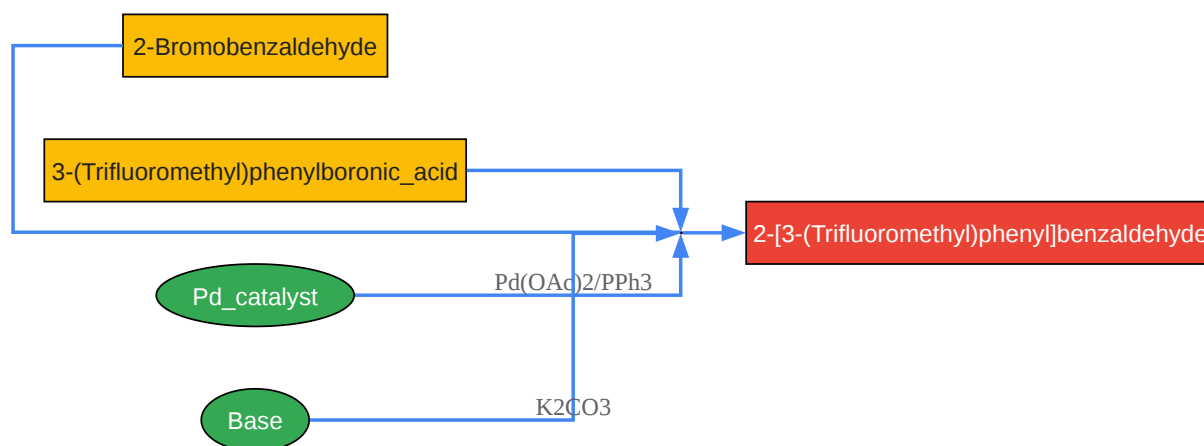 2-Bromobenzaldehyde
3-(Trifluoromethyl)phenylboronic_acid
2-[3-(Trifluoromethyl)phenyl]benzaldehyde
Pd(OAc)2/PPh3
Pd_catalyst
K2CO3
Base